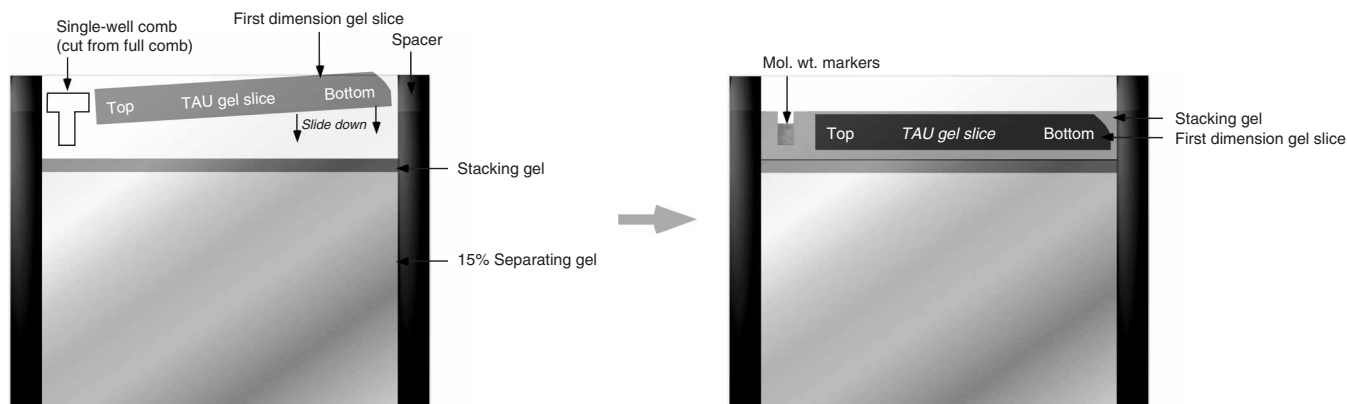 Single-well comb
(cut from full comb)
First dimension gel slice
Spacer
Top
TAU gel slice
Bottom
Slide down
Stacking gel
15% Separating gel
Mol. wt. markers
Top
TAU gel slice
Bottom
Stacking gel
First dimension gel slice